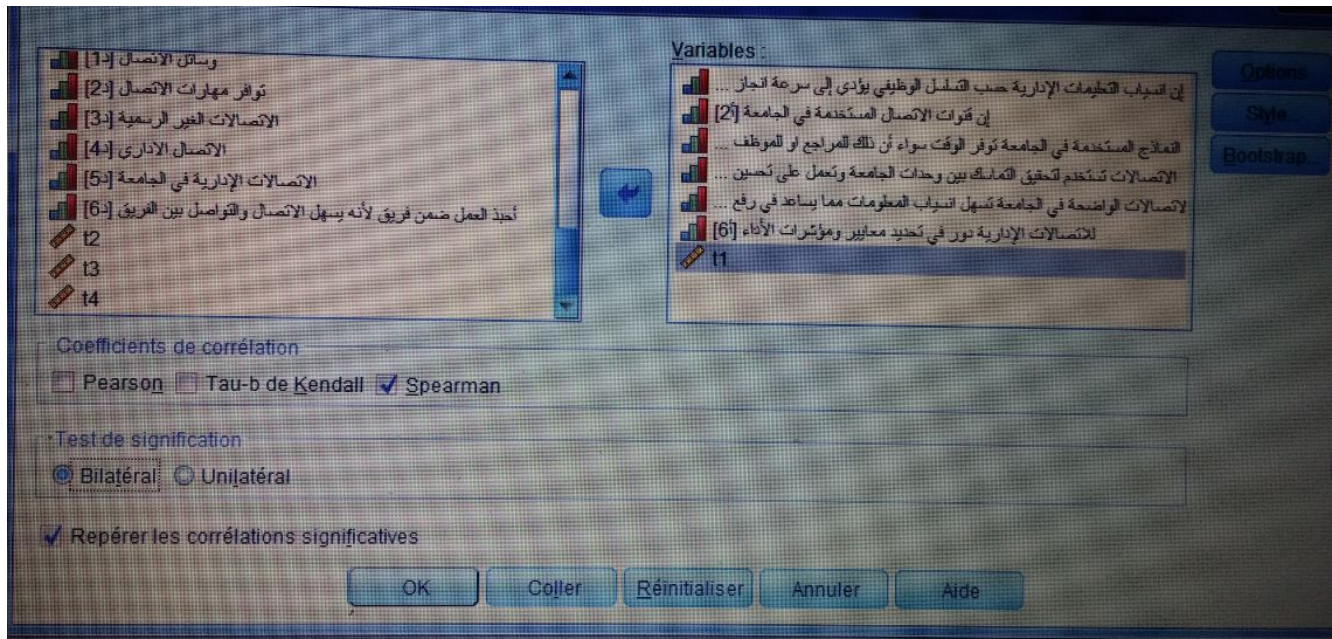 وسائل الاتصال [د1]
توافر مهارات الاتصال [د2]
الاتصالات الغير الرسمية [د3]
الاتصال الاداري [د4]
الاتصالات الإدارية في الجامعة [د5]
أحبذ العمل ضمن فريق لأنه يسهل الاتصال والتواصل بين الفريق [د6]
t2
t3
t4
Variables :
إن انسياب التعليمات الإدارية حسب التسلسل الوظيفي يؤدي إلى سرعة انجاز ...
إن قنوات الاتصال المستخدمة في الجامعة [أ2]
النماذج المستخدمة في الجامعة توفر الوقت سواء أن ذلك للمراجع او للموظف ...
الاتصالات تستخدم لتحقيق التماسك بين وحدات الجامعة وتعمل على تحسين ...
لاتصالات الواضحة في الجامعة تسهل انسياب المعلومات مما يساعد في رفع ...
للاتصالات الإدارية دور في تحديد معايير ومؤشرات الأداء [أ6]
t1
Options
Style...
Bootstrap...
Coefficients de corrélation
Pearson Tau-b de Kendall Spearman
Test de signification
Bilatéral Unilatéral
Repérer les corrélations significatives
OK Coller Réinitialiser Annuler Aide